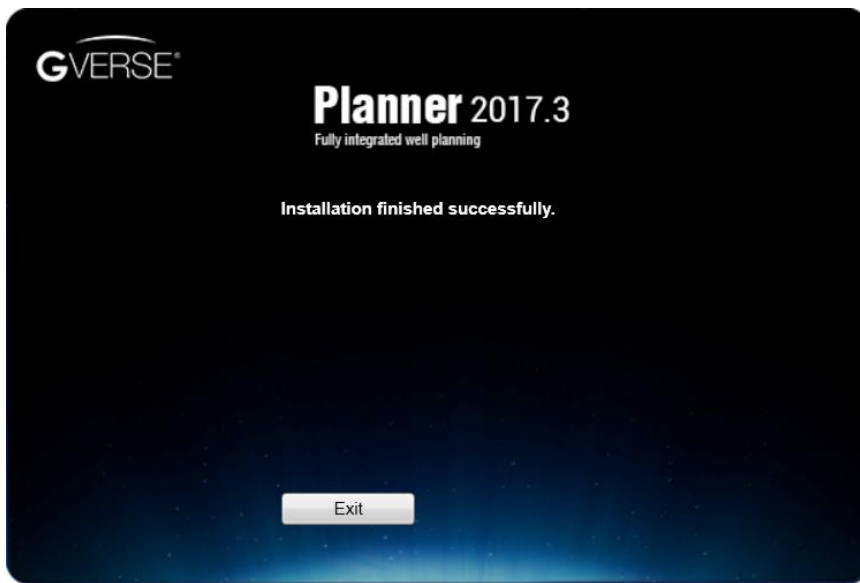 GVERSE®
Planner 2017.3
Fully integrated well planning
Installation finished successfully.
Exit